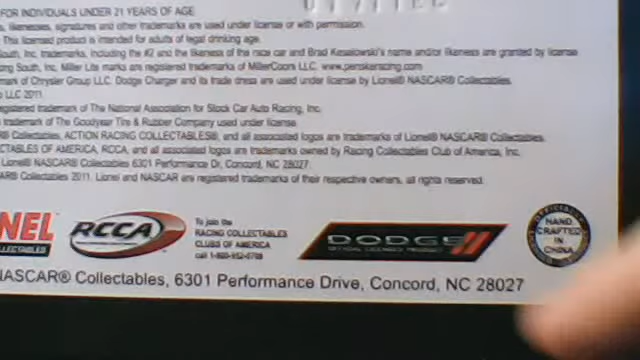 FOR INDIVIDUALS UNDER 21 YEARS OF AGE
likenesses, signatures and other trademarks are used under license or with permission.
This licensed product is intended for adults of legal drinking age.
South, Inc. trademarks, including the #2 and the likeness of the race car and Brad Keselowski's name and/or likeness are granted by license
South, Inc. Miller Lite marks are registered trademarks of MillerCoors LLC. www.penskeracing.com
mark of Chrysler Group LLC. Dodge Charger and its trade dress are used under license by Lionel® NASCAR® Collectables.
LLC 2011.
registered trademark of The National Association for Stock Car Auto Racing, Inc.
trademark of The Goodyear Tire & Rubber Company used under license.
Collectables, ACTION RACING COLLECTABLES®, and all associated logos are trademarks of Lionel® NASCAR® Collectables.
OF AMERICA, RCCA, and all associated logos are trademarks owned by Racing Collectables Club of America, Inc.
Lionel® NASCAR® Collectables 6301 Performance Dr, Concord, NC 28027.
Collectables 2011. Lionel and NASCAR are registered trademarks of their respective owners, all rights reserved.
NEL
LLECTABLES
RCCA
To join the
RACING COLLECTABLES
CLUBS OF AMERICA
call 1-800-952-0708
DODGE
OFFICIAL LICENSED PRODUCT
HAND
CRAFTED
IN
CHINA
NASCAR® Collectables, 6301 Performance Drive, Concord, NC 28027